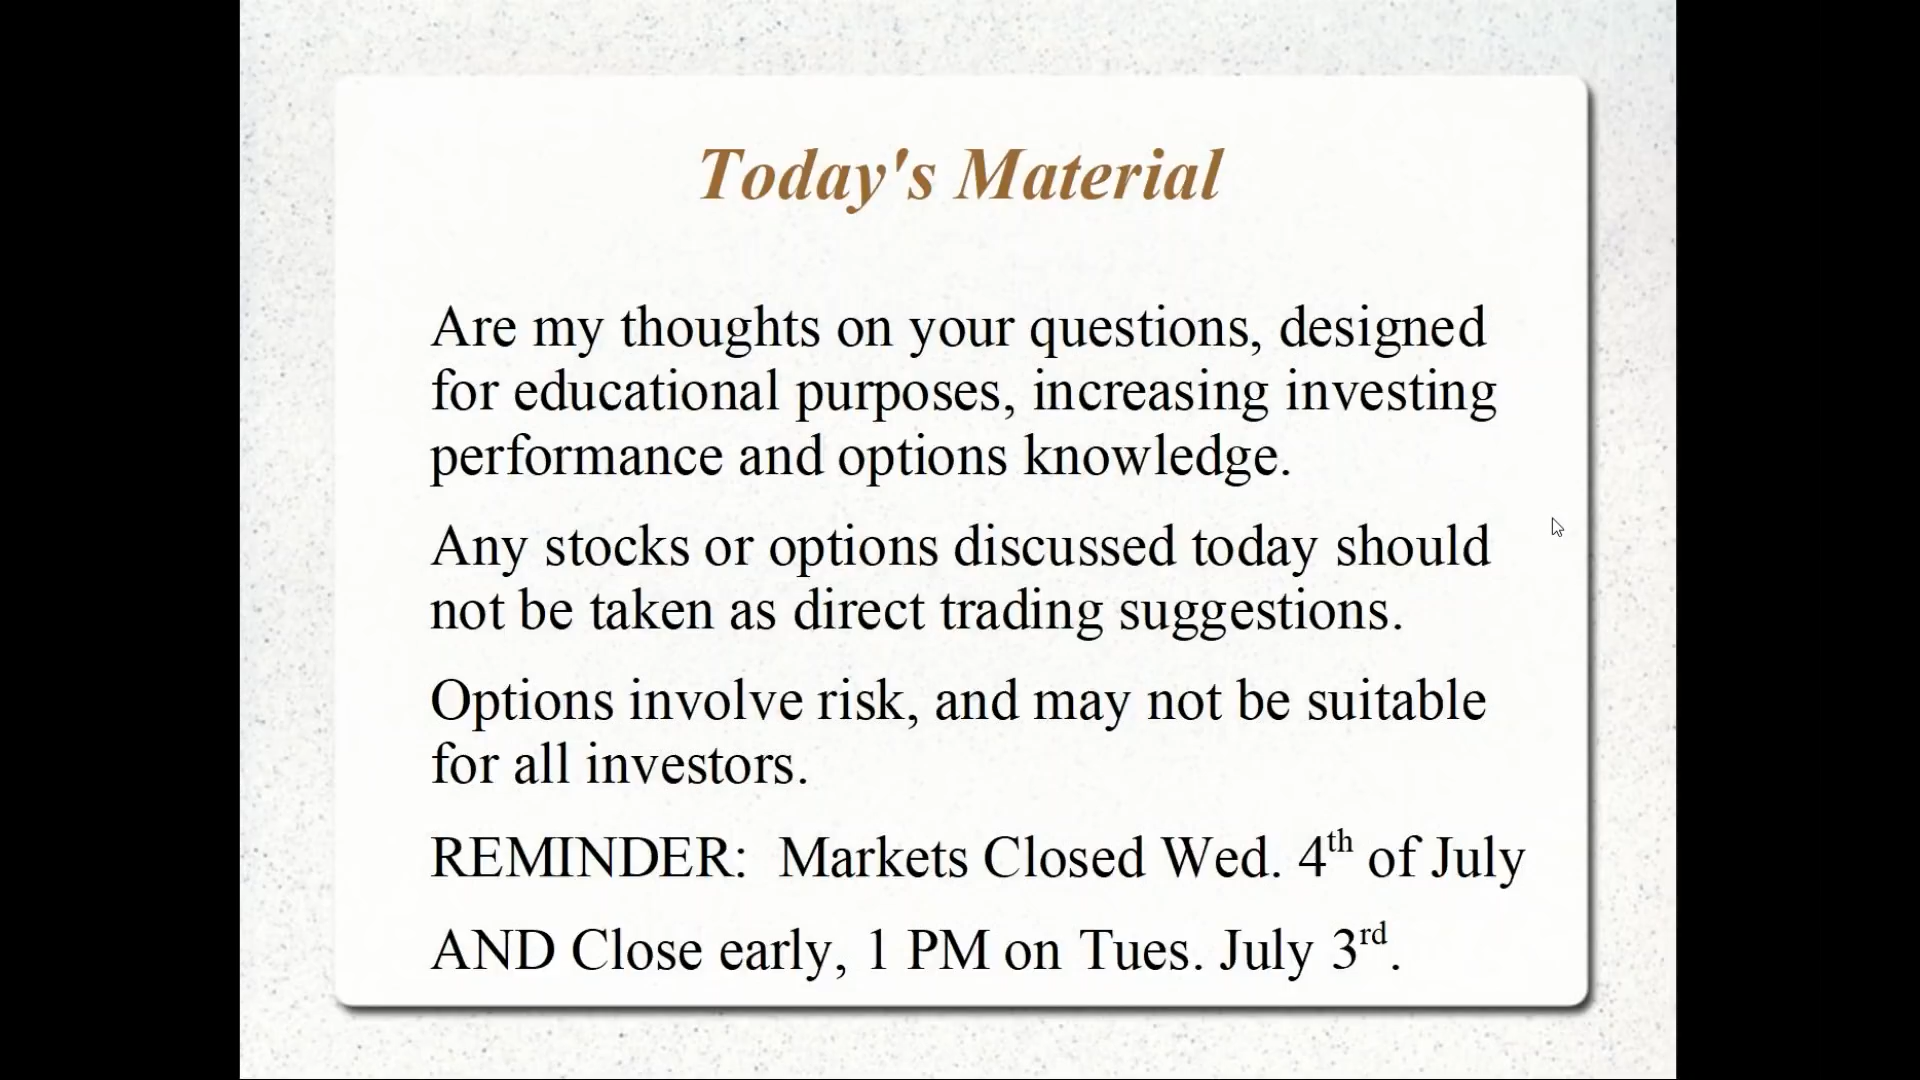 Today's Material
Are my thoughts on your questions, designed
for educational purposes, increasing investing
performance and options knowledge.
Any stocks or options discussed today should
not be taken as direct trading suggestions.
Options involve risk, and may not be suitable
for all investors.
REMINDER:  Markets Closed Wed. 4th of July
AND Close early, 1 PM on Tues. July 3rd.